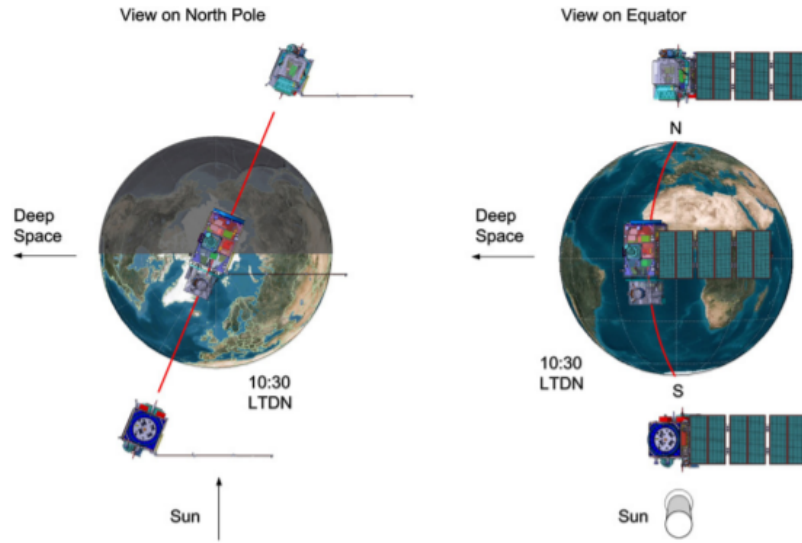 View on North Pole
View on Equator
N
Deep
Space
Deep
Space
10:30
LTDN
10:30
LTDN
S
Sun
Sun